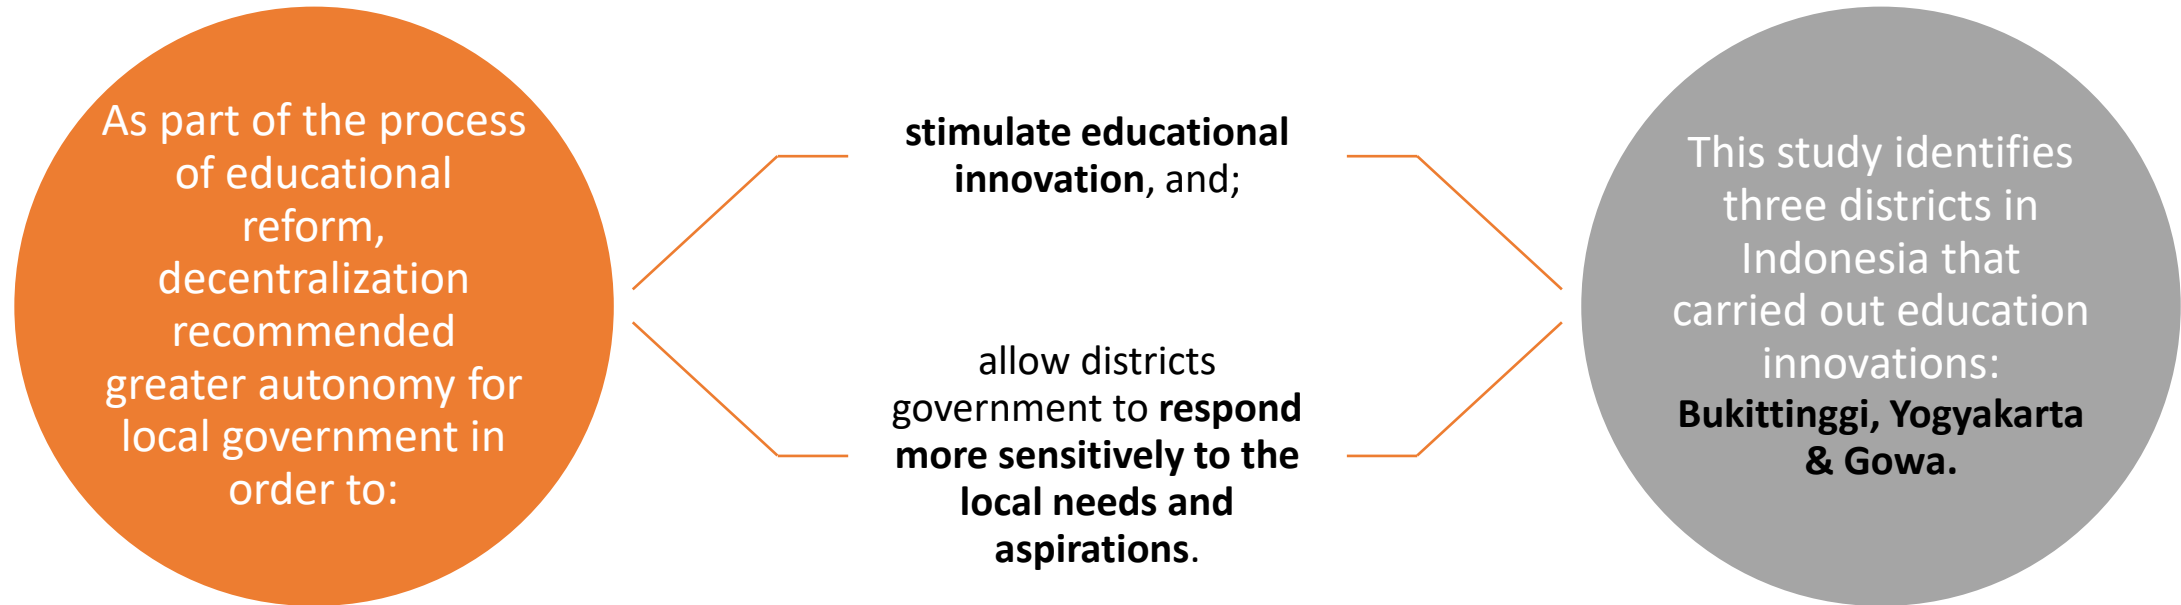 As part of the process
of educational
reform,
decentralization
recommended
greater autonomy for
local government in
order to:
stimulate educational
innovation, and;
allow districts
government to respond
more sensitively to the
local needs and
aspirations.
This study identifies
three districts in
Indonesia that
carried out education
innovations:
Bukittinggi, Yogyakarta
& Gowa.